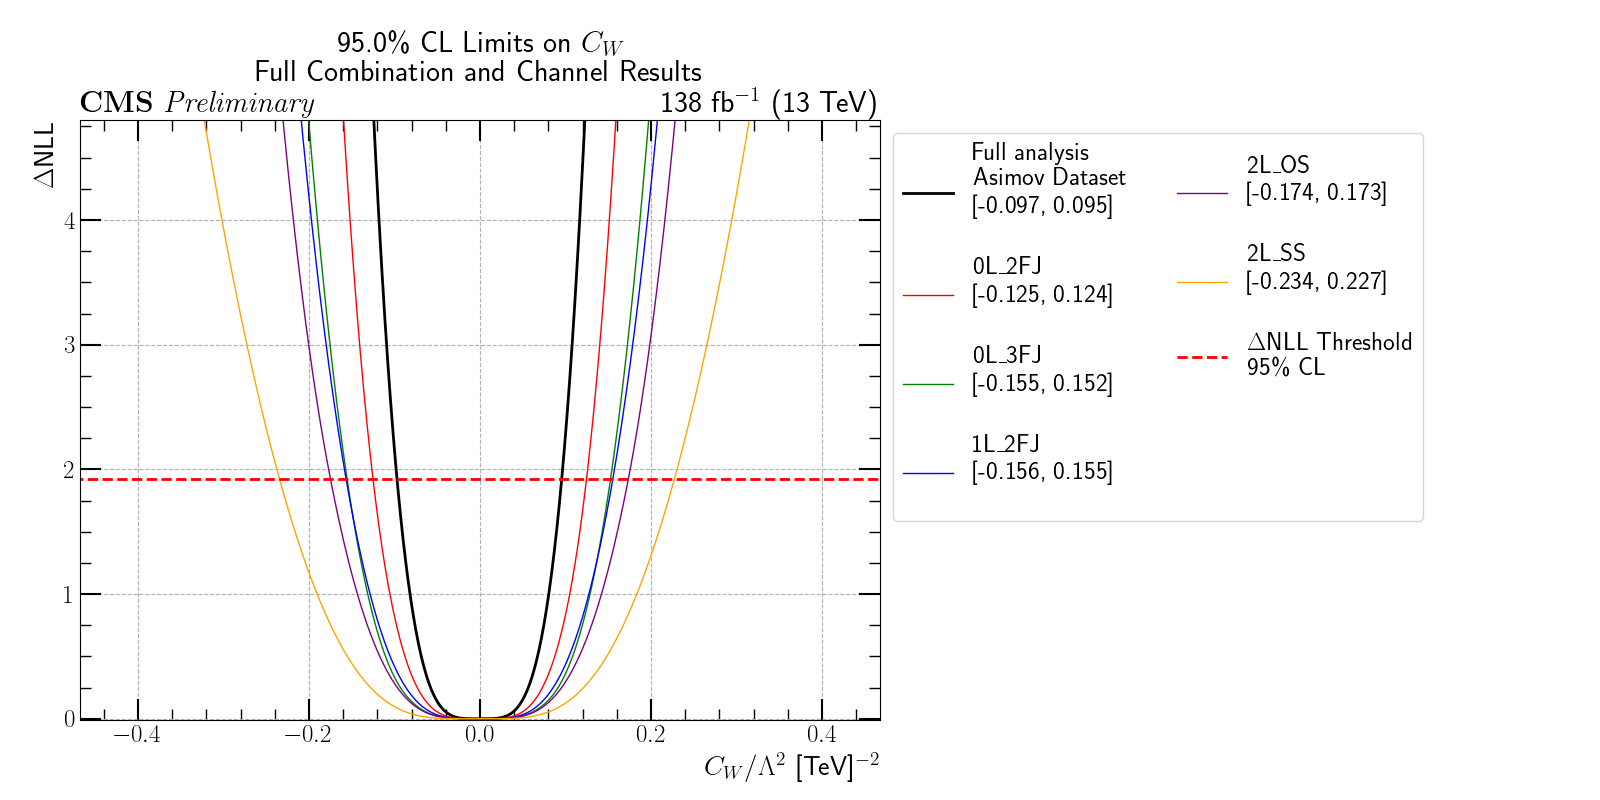 95.0% CL Limits on C_W
Full Combination and Channel Results
CMS Preliminary
138 fb⁻¹ (13 TeV)
ΔNLL
4
3
2
1
0
−0.4
−0.2
0.0
0.2
0.4
C_W/Λ² [TeV]⁻²
Full analysis
Asimov Dataset
[-0.097, 0.095]
0L_2FJ
[-0.125, 0.124]
0L_3FJ
[-0.155, 0.152]
1L_2FJ
[-0.156, 0.155]
2L_OS
[-0.174, 0.173]
2L_SS
[-0.234, 0.227]
ΔNLL Threshold
95% CL